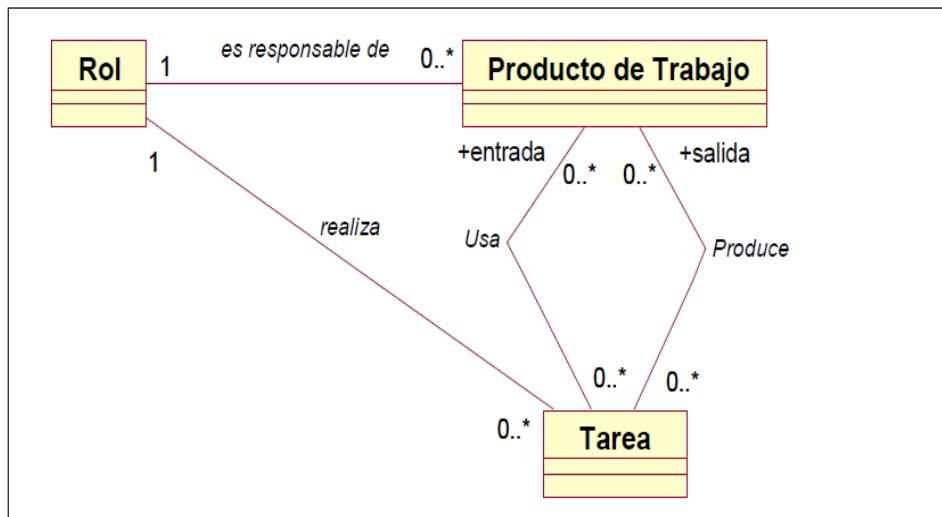 Rol
1
es responsable de
0..*
Producto de Trabajo
1
+entrada
+salida
0..*
0..*
realiza
Usa
Produce
0..*
0..*
0..*
Tarea